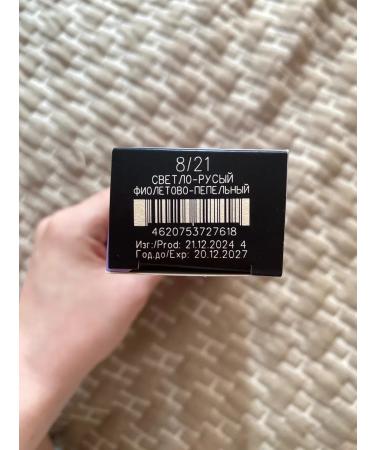 8/21
СВЕТЛО-РУСЫЙ
ФИОЛЕТОВО-ПЕПЕЛЬНЫЙ
4620753727618
Изг:/Prod: 21.12.2024 4
Год.до/Exp: 20.12.2027